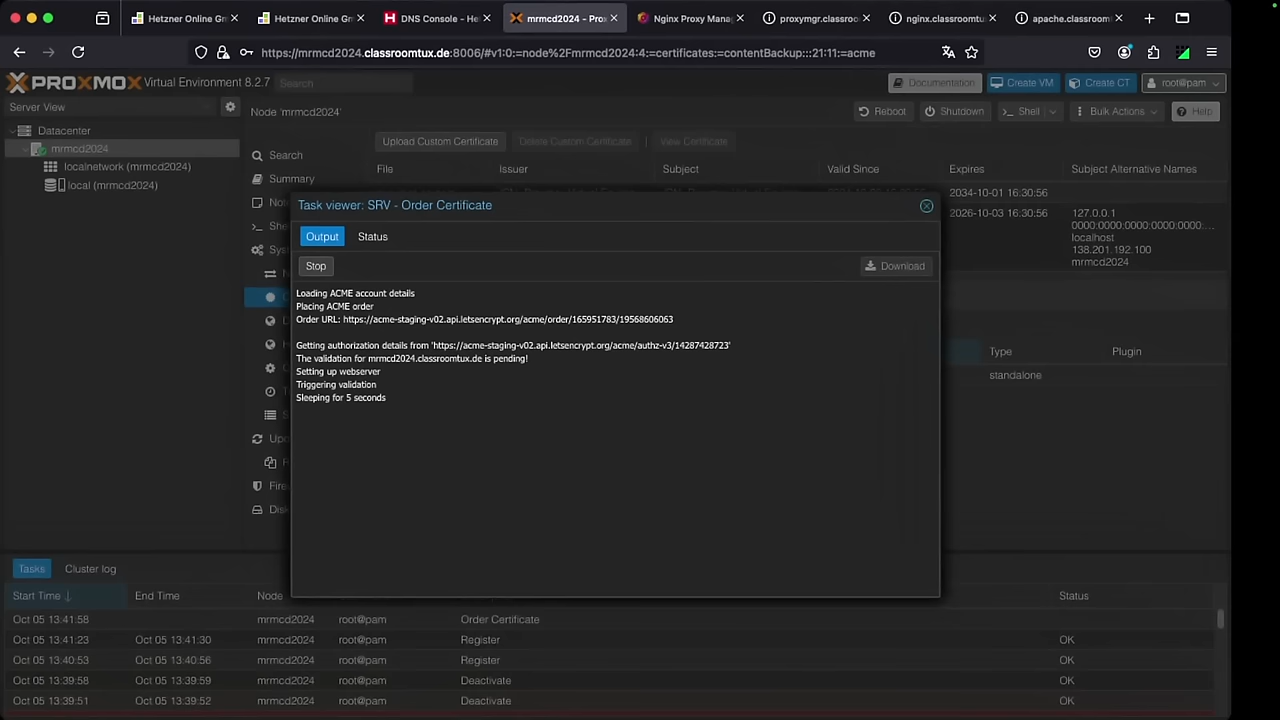 Hetzner Online Gm
Hetzner Online Gm
DNS Console - He
mrmcd2024 - Pro
Nginx Proxy Mana
proxymgr.classroo
nginx.classroomtu
apache.classroom
https://mrmcd2024.classroomtux.de:8006/#v1:0:=node%2Fmrmcd2024:4:=certificates:=contentBackup:::21:11:=acme
PROXMOX Virtual Environment 8.2.7
Search
Documentation
Create VM
Create CT
root@pam
Server View
Node 'mrmcd2024'
Reboot
Shutdown
>_ Shell
Bulk Actions
Help
Datacenter
mrmcd2024
localnetwork (mrmcd2024)
local (mrmcd2024)
Search
Summary
Upload Custom Certificate
Delete Custom Certificate
View Certificate
File
Issuer
Subject
Valid Since
Expires
Subject Alternative Names
2034-10-01 16:30:56
2026-10-03 16:30:56
127.0.0.1
0000:0000:0000:0000:0000:...
localhost
138.201.192.100
mrmcd2024
Type
Plugin
standalone
Task viewer: SRV - Order Certificate
Output
Status
Stop
Download
Loading ACME account details
Placing ACME order
Order URL: https://acme-staging-v02.api.letsencrypt.org/acme/order/165951783/19568606063
Getting authorization details from 'https://acme-staging-v02.api.letsencrypt.org/acme/authz-v3/14287428723'
The validation for mrmcd2024.classroomtux.de is pending!
Setting up webserver
Triggering validation
Sleeping for 5 seconds
Tasks
Cluster log
Start Time
End Time
Node
Status
Oct 05 13:41:58 mrmcd2024 root@pam Order Certificate
Oct 05 13:41:23 Oct 05 13:41:30 mrmcd2024 root@pam Register OK
Oct 05 13:40:53 Oct 05 13:40:56 mrmcd2024 root@pam Register OK
Oct 05 13:39:58 Oct 05 13:39:59 mrmcd2024 root@pam Deactivate OK
Oct 05 13:39:51 Oct 05 13:39:52 mrmcd2024 root@pam Deactivate OK